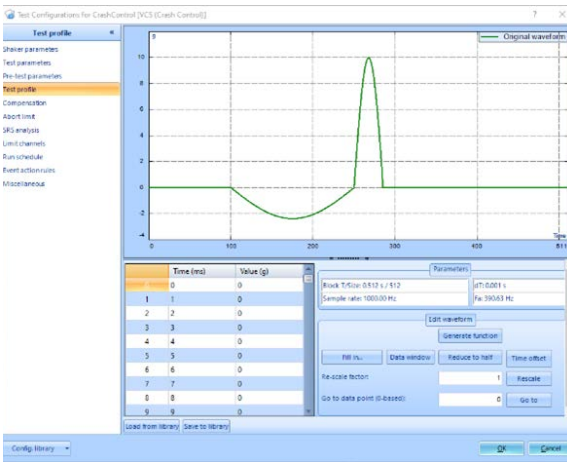 Test Configurations for CrashControl [VCS (Crash Control)]
Test profile
Shaker parameters
Test parameters
Pre-test parameters
Test profile
Compensation
Abort limit
SRS analysis
Limit channels
Run schedule
Event action rules
Miscellaneous
g
Original waveform
10
8
6
4
2
0
-2
-4
0 100 200 300 400 511
Time
Time (ms) Value (g)
0 0
1 1 0
2 2 0
3 3 0
4 4 0
5 5 0
6 6 0
7 7 0
8 8 0
9 9 0
Load from library Save to library
Parameters
Block T/Size: 0.512 s / 512 dT: 0.001 s
Sample rate: 1000.00 Hz Fa: 390.63 Hz
Edit waveform
Generate function
Fill in... Data window Reduce to half Time offset
Re-scale factor: 1 Rescale
Go to data point (0-based): 0 Go to
Config. library
OK Cancel